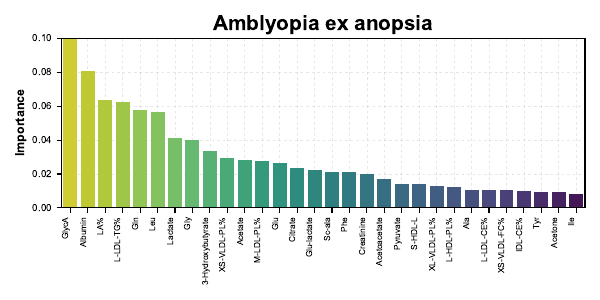 Amblyopia ex anopsia
Importance
0.10
0.08
0.06
0.04
0.02
0.00
GlycA
Albumin
LA%
L-LDL-TG%
Gln
Leu
Lactate
Gly
3-Hydroxybutyrate
XS-VLDL-PL%
Acetate
M-LDL-PL%
Glu
Citrate
Glu-lactate
Sc-ala
Phe
Creatinine
Acetoacetate
Pyruvate
S-HDL-L
XL-VLDL-PL%
L-HDL-PL%
Ala
L-LDL-CE%
XS-VLDL-FC%
IDL-CE%
Tyr
Acetone
Ile